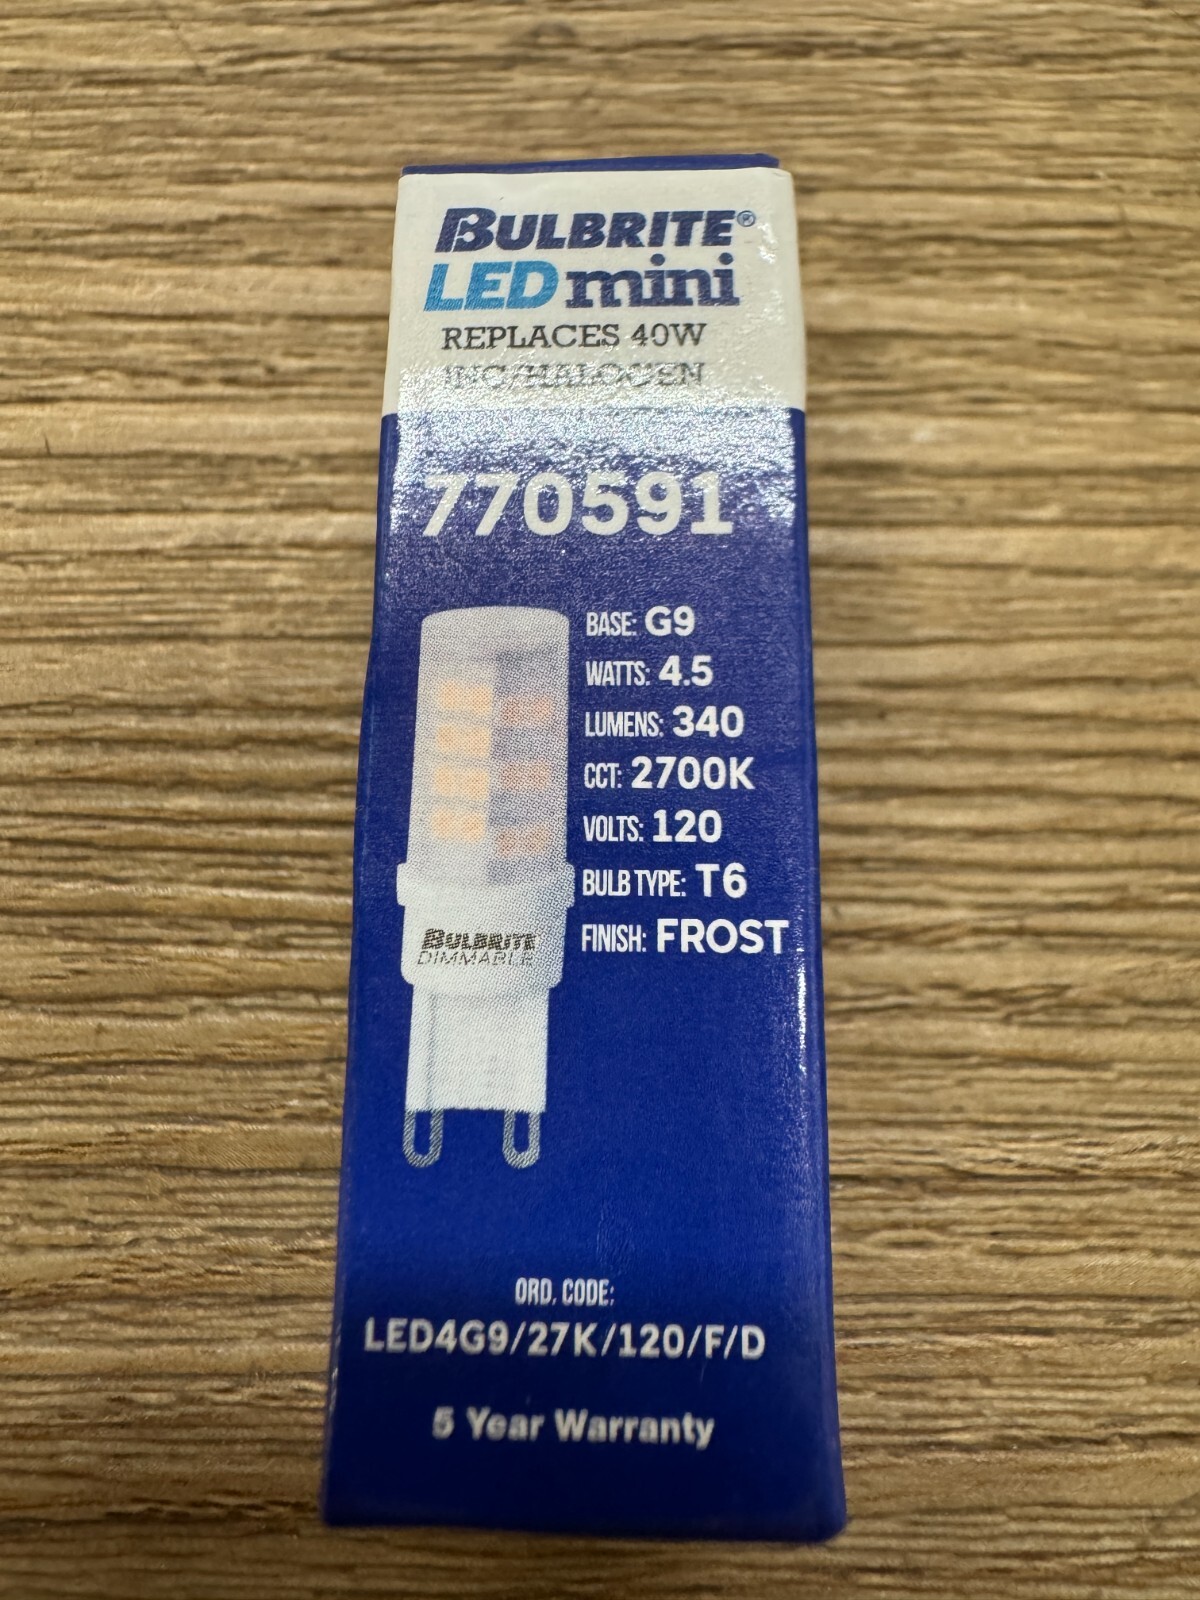 BULBRITE®
LED mini
REPLACES 40W
INC/HALOGEN
770591
BASE: G9
WATTS: 4.5
LUMENS: 340
CCT: 2700K
VOLTS: 120
BULB TYPE: T6
FINISH: FROST
BULBRITE
DIMMABLE
ORD. CODE:
LED4G9/27K/120/F/D
5 Year Warranty